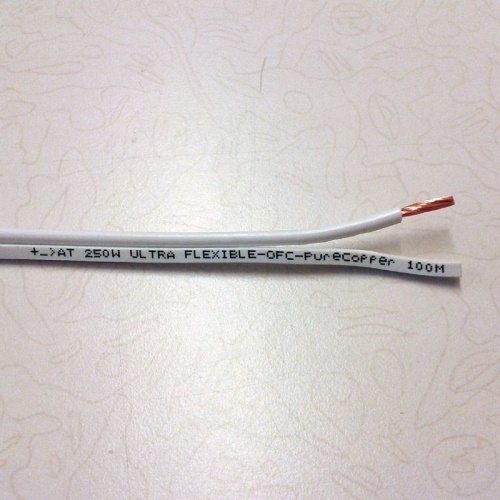 +_>AT 250W ULTRA FLEXIBLE-OFC-PureCopper 100M